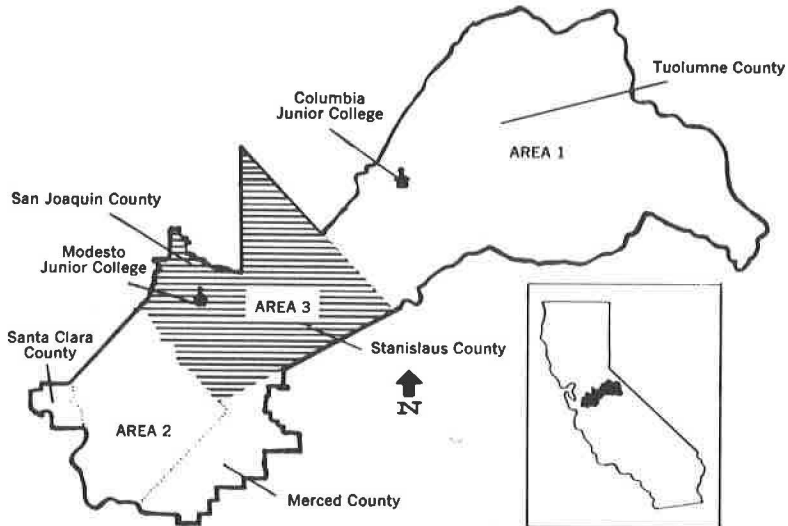 Tuolumne County
Columbia
Junior College
AREA 1
San Joaquin County
Modesto
Junior College
AREA 3
Santa Clara
County
Stanislaus County
N
AREA 2
Merced County